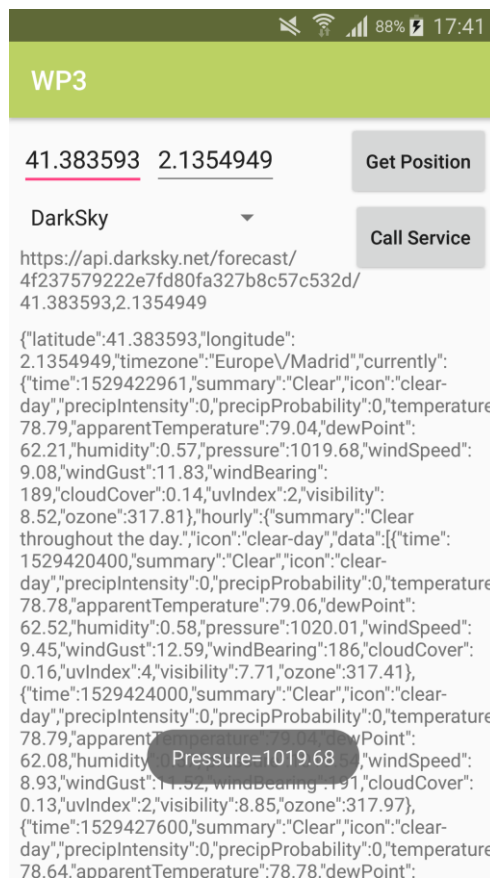 88% 17:41
WP3
41.383593 2.1354949 Get Position
DarkSky
Call Service
https://api.darksky.net/forecast/
4f237579222e7fd80fa327b8c57c532d/
41.383593,2.1354949
{"latitude":41.383593,"longitude":
2.1354949,"timezone":"Europe\/Madrid","currently":
{"time":1529422961,"summary":"Clear","icon":"clear-
day","precipIntensity":0,"precipProbability":0,"temperature
78.79,"apparentTemperature":79.04,"dewPoint":
62.21,"humidity":0.57,"pressure":1019.68,"windSpeed":
9.08,"windGust":11.83,"windBearing":
189,"cloudCover":0.14,"uvIndex":2,"visibility":
8.52,"ozone":317.81},"hourly":{"summary":"Clear
throughout the day.","icon":"clear-day","data":[{"time":
1529420400,"summary":"Clear","icon":"clear-
day","precipIntensity":0,"precipProbability":0,"temperature
78.78,"apparentTemperature":79.06,"dewPoint":
62.52,"humidity":0.58,"pressure":1020.01,"windSpeed":
9.45,"windGust":12.59,"windBearing":186,"cloudCover":
0.16,"uvIndex":4,"visibility":7.71,"ozone":317.41},
{"time":1529424000,"summary":"Clear","icon":"clear-
day","precipIntensity":0,"precipProbability":0,"temperature
78.79,"apparentTemperature":79.04,"dewPoint":
62.08,"humidity "windSpeed":
Pressure=1019.68
8.93,"windGust":11.52,"windBearing":191,"cloudCover":
0.13,"uvIndex":2,"visibility":8.85,"ozone":317.97},
{"time":1529427600,"summary":"Clear","icon":"clear-
day","precipIntensity":0,"precipProbability":0,"temperature
78.64,"apparentTemperature":78.78,"dewPoint":